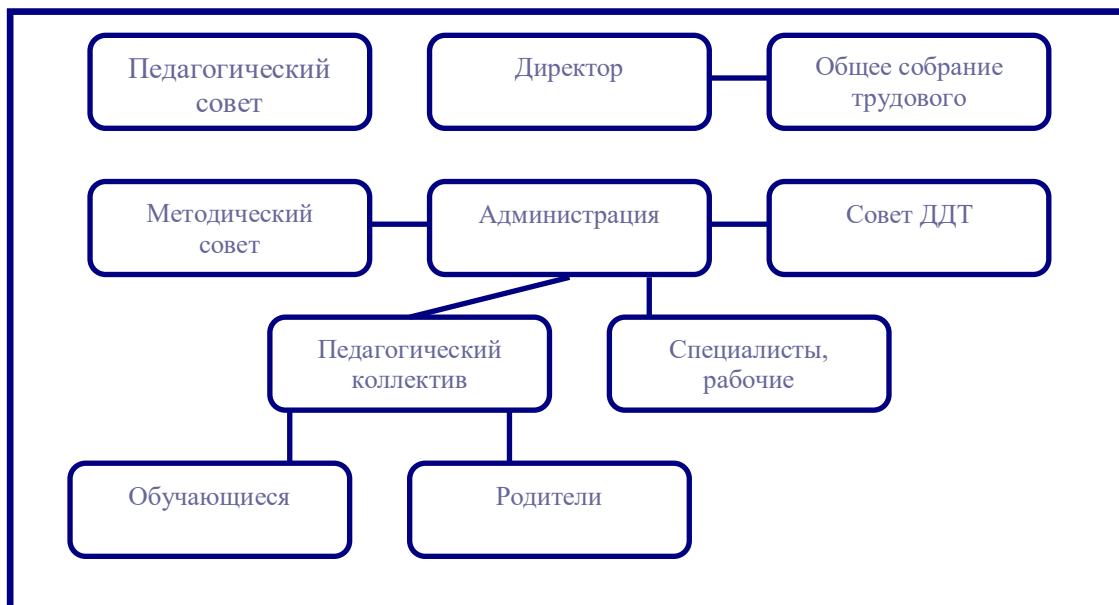 Педагогический
совет
Директор
Общее собрание
трудового
Методический
совет
Администрация
Совет ДДТ
Педагогический
коллектив
Специалисты,
рабочие
Обучающиеся
Родители